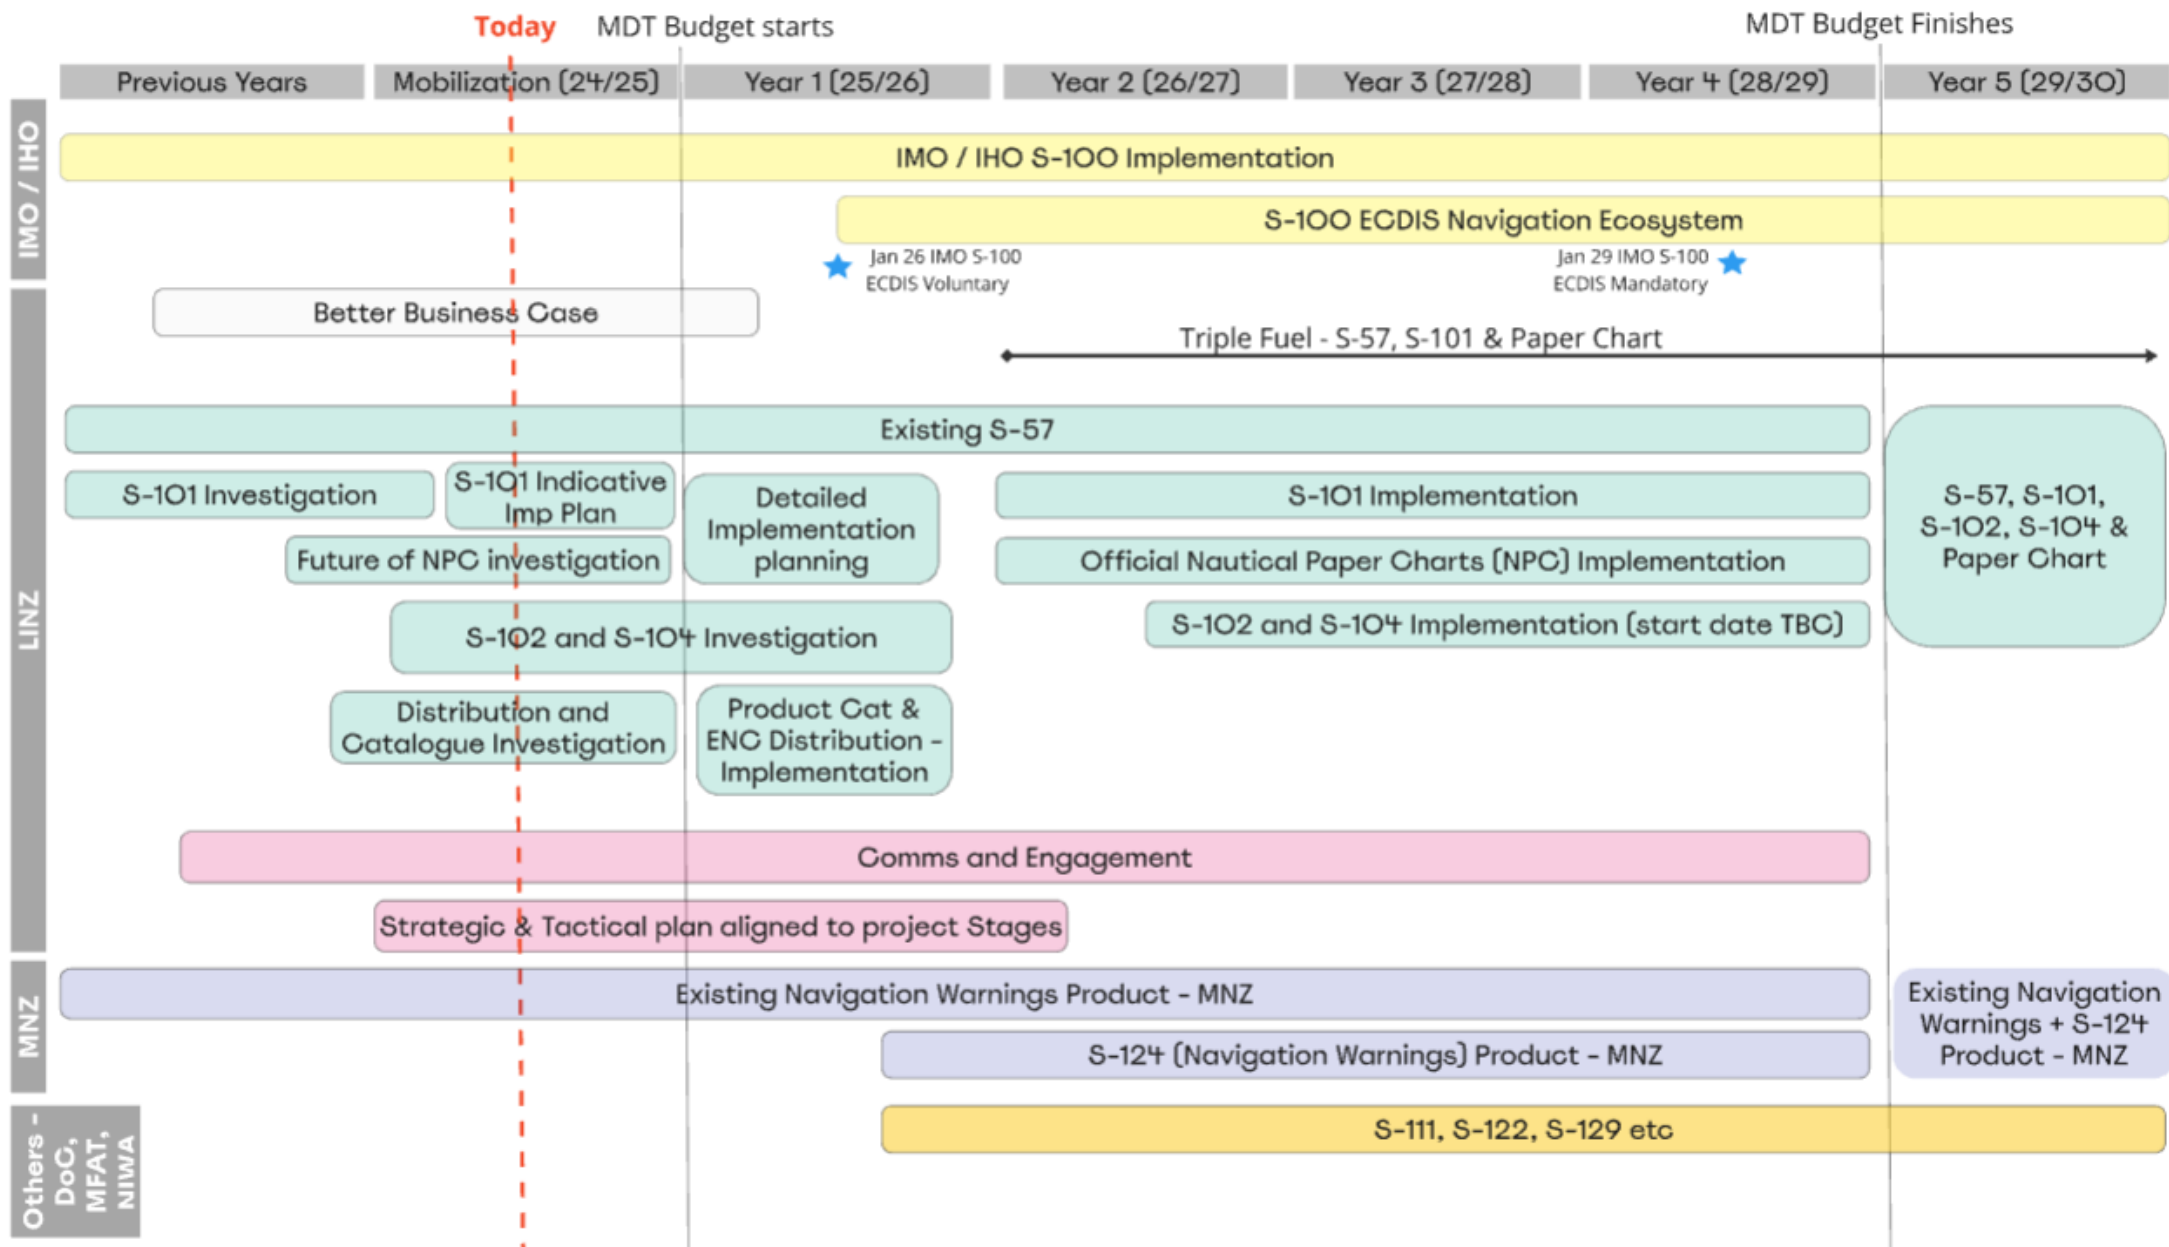 Today
MDT Budget starts
MDT Budget Finishes
Previous Years
Mobilization (24/25)
Year 1 (25/26)
Year 2 (26/27)
Year 3 (27/28)
Year 4 (28/29)
Year 5 (29/30)
IMO / IHO
IMO / IHO S-100 Implementation
S-100 ECDIS Navigation Ecosystem
Jan 26 IMO S-100
ECDIS Voluntary
Jan 29 IMO S-100
ECDIS Mandatory
LINZ
Better Business Case
Triple Fuel - S-57, S-101 & Paper Chart
Existing S-57
S-101 Investigation
S-101 Indicative
Imp Plan
Detailed
Implementation
planning
S-101 Implementation
S-57, S-101,
S-102, S-104 &
Paper Chart
Future of NPC investigation
Official Nautical Paper Charts (NPC) Implementation
S-102 and S-104 Investigation
S-102 and S-104 Implementation (start date TBC)
Distribution and
Catalogue Investigation
Product Cat &
ENC Distribution -
Implementation
Comms and Engagement
Strategic & Tactical plan aligned to project Stages
MNZ
Existing Navigation Warnings Product - MNZ
Existing Navigation
Warnings + S-124
Product - MNZ
S-124 (Navigation Warnings) Product - MNZ
Others -
DoC,
MFAT,
NIWA
S-111, S-122, S-129 etc